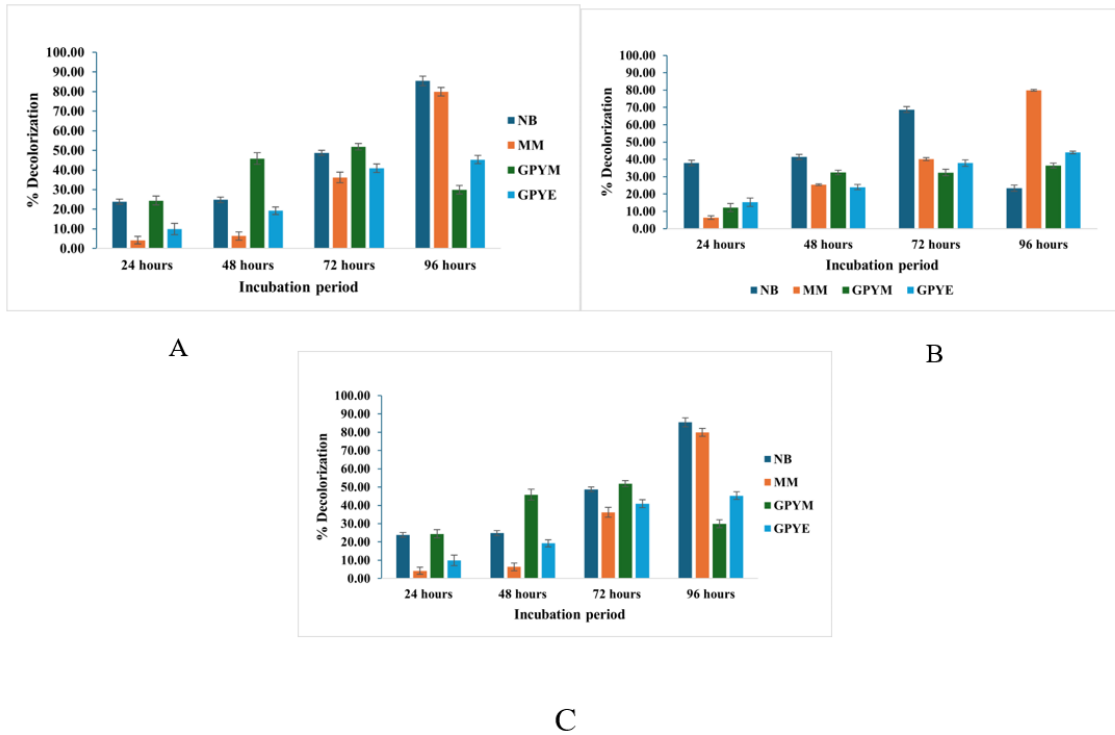 100.00
90.00
80.00
70.00
60.00
50.00
40.00
30.00
20.00
10.00
0.00
% Decolorization
24 hours 48 hours 72 hours 96 hours
Incubation period
NB
MM
GPYM
GPYE
A
100.00
90.00
80.00
70.00
60.00
50.00
40.00
30.00
20.00
10.00
0.00
% Decolorization
24 hours 48 hours 72 hours 96 hours
Incubation period
NB MM GPYM GPYE
B
100.00
90.00
80.00
70.00
60.00
50.00
40.00
30.00
20.00
10.00
0.00
% Decolorization
24 hours 48 hours 72 hours 96 hours
Incubation period
NB
MM
GPYM
GPYE
C